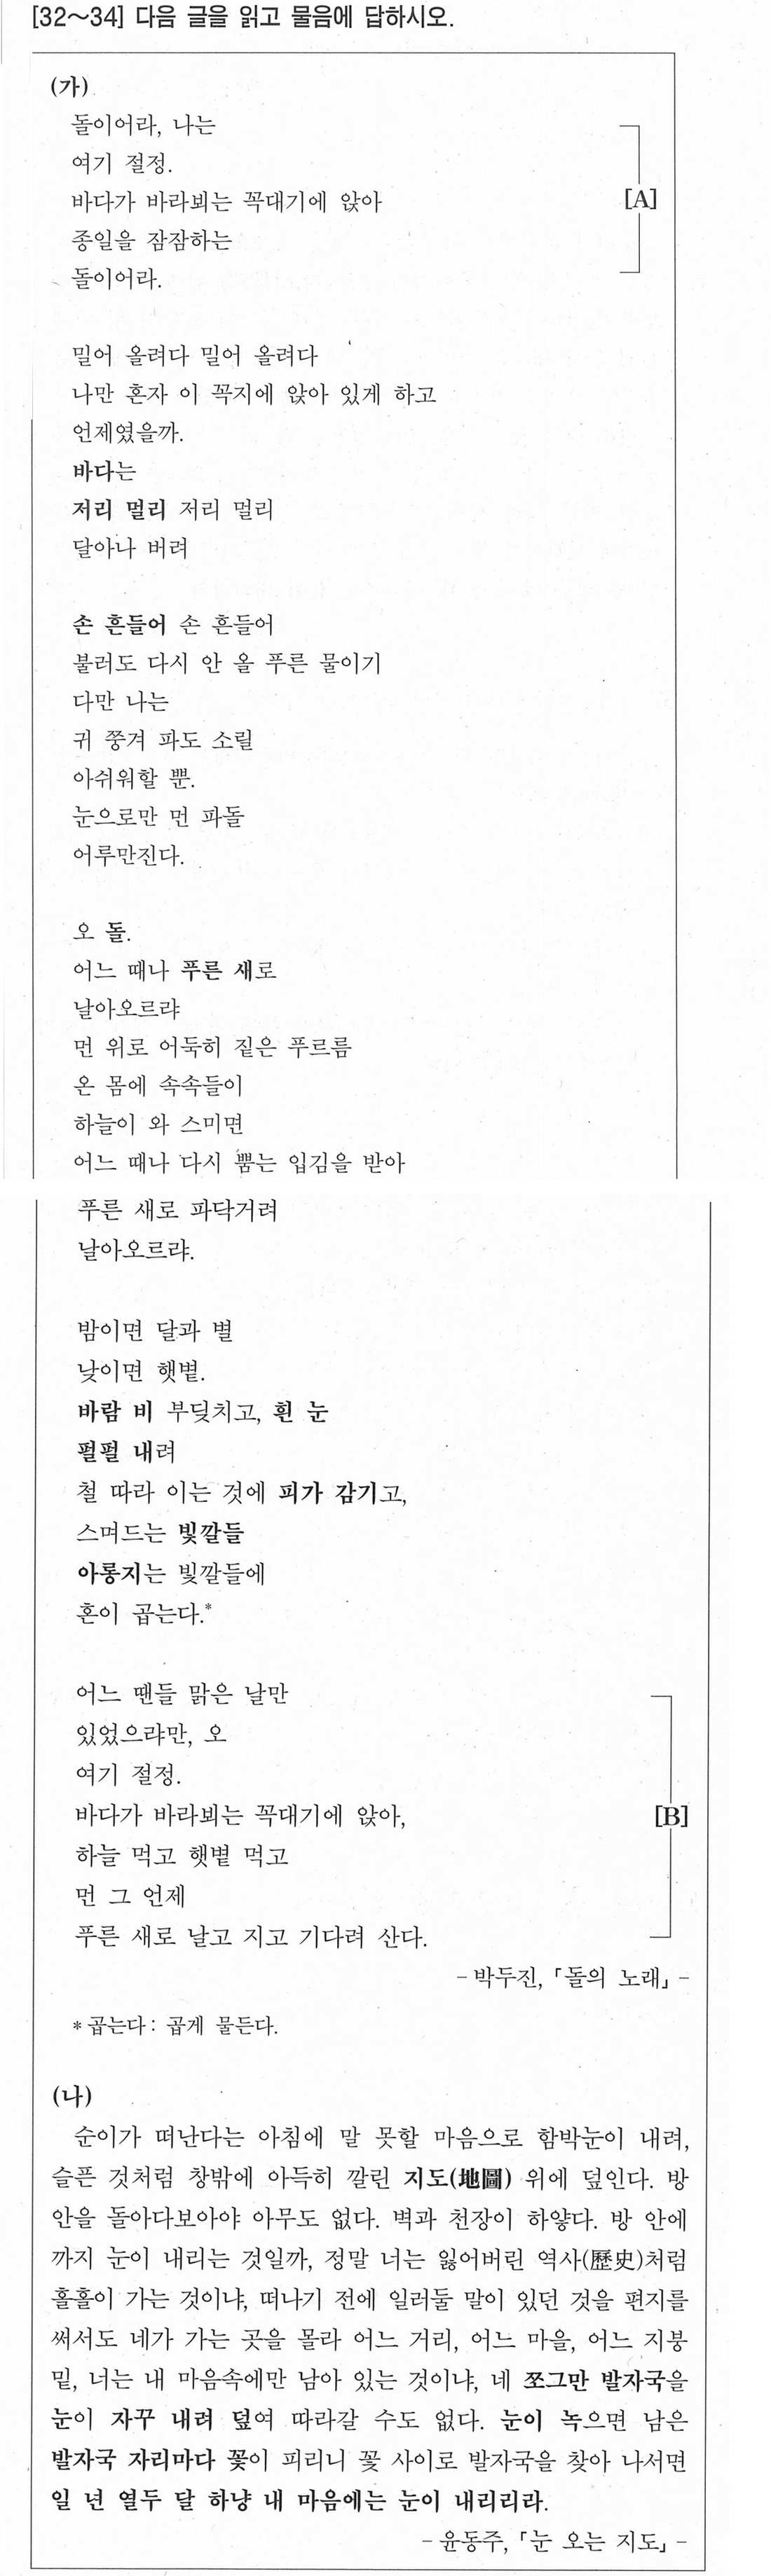 [32～34] 다음 글을 읽고 물음에 답하시오.
(가)
돌이어라, 나는
여기 절정.
바다가 바라뵈는 꼭대기에 앉아
종일을 잠잠하는
돌이어라.
[A]
밀어 올려다 밀어 올려다
나만 혼자 이 꼭지에 앉아 있게 하고
언제였을까.
바다는
저리 멀리 저리 멀리
달아나 버려
손 흔들어 손 흔들어
불러도 다시 안 올 푸른 물이기
다만 나는
귀 쫑겨 파도 소릴
아쉬워할 뿐.
눈으로만 먼 파돌
어루만진다.
오 돌.
어느 때나 푸른 새로
날아오르랴
먼 위로 어둑히 짙은 푸르름
온 몸에 속속들이
하늘이 와 스미면
어느 때나 다시 뿜는 입김을 받아
푸른 새로 파닥거려
날아오르랴.
밤이면 달과 별
낮이면 햇볕.
바람 비 부딪치고, 흰 눈
펄펄 내려
철 따라 이는 것에 피가 감기고,
스며드는 빛깔들
아롱지는 빛깔들에
혼이 곱는다.*
어느 땐들 맑은 날만
있었으랴만, 오
여기 절정.
바다가 바라뵈는 꼭대기에 앉아,
하늘 먹고 햇볕 먹고
먼 그 언제
푸른 새로 날고 지고 기다려 산다.
[B]
- 박두진, 「돌의 노래」 -
* 곱는다 : 곱게 물든다.
(나)
순이가 떠난다는 아침에 말 못할 마음으로 함박눈이 내려,
슬픈 것처럼 창밖에 아득히 깔린 지도(地圖) 위에 덮인다. 방
안을 돌아다보아야 아무도 없다. 벽과 천장이 하얗다. 방 안에
까지 눈이 내리는 것일까, 정말 너는 잃어버린 역사(歷史)처럼
홀홀이 가는 것이냐, 떠나기 전에 일러둘 말이 있던 것을 편지를
써서도 네가 가는 곳을 몰라 어느 거리, 어느 마을, 어느 지붕
밑, 너는 내 마음속에만 남아 있는 것이냐, 네 쪼그만 발자국을
눈이 자꾸 내려 덮여 따라갈 수도 없다. 눈이 녹으면 남은
발자국 자리마다 꽃이 피리니 꽃 사이로 발자국을 찾아 나서면
일 년 열두 달 하냥 내 마음에는 눈이 내리리라.
- 윤동주, 「눈 오는 지도」 -